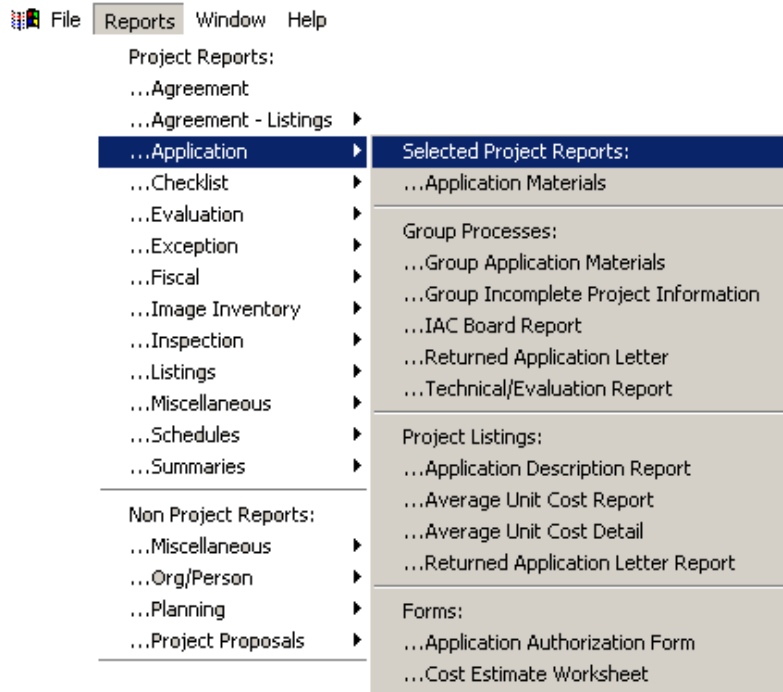 File Reports Window Help
Project Reports:
...Agreement
...Agreement - Listings
...Application
...Checklist
...Evaluation
...Exception
...Fiscal
...Image Inventory
...Inspection
...Listings
...Miscellaneous
...Schedules
...Summaries
Non Project Reports:
...Miscellaneous
...Org/Person
...Planning
...Project Proposals
Selected Project Reports:
...Application Materials
Group Processes:
...Group Application Materials
...Group Incomplete Project Information
...IAC Board Report
...Returned Application Letter
...Technical/Evaluation Report
Project Listings:
...Application Description Report
...Average Unit Cost Report
...Average Unit Cost Detail
...Returned Application Letter Report
Forms:
...Application Authorization Form
...Cost Estimate Worksheet